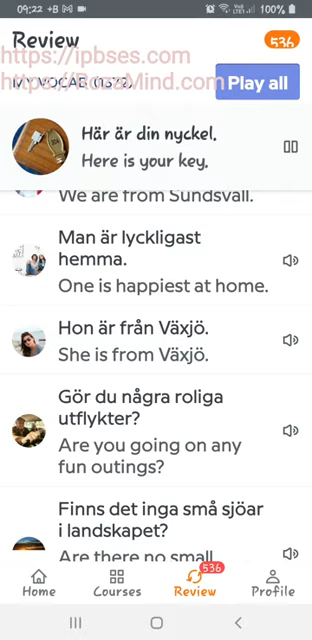 09:22 +B
100%
Review
536
https://ipbses.com
https://RosaMind.com
MY VOCAB
Play all
Här är din nyckel.
Here is your key.
We are from Sundsvall.
Man är lyckligast
hemma.
One is happiest at home.
Hon är från Växjö.
She is from Växjö.
Gör du några roliga
utflykter?
Are you going on any
fun outings?
Finns det inga små sjöar
i landskapet?
Are there no small
536
Home
Courses
Review
Profile